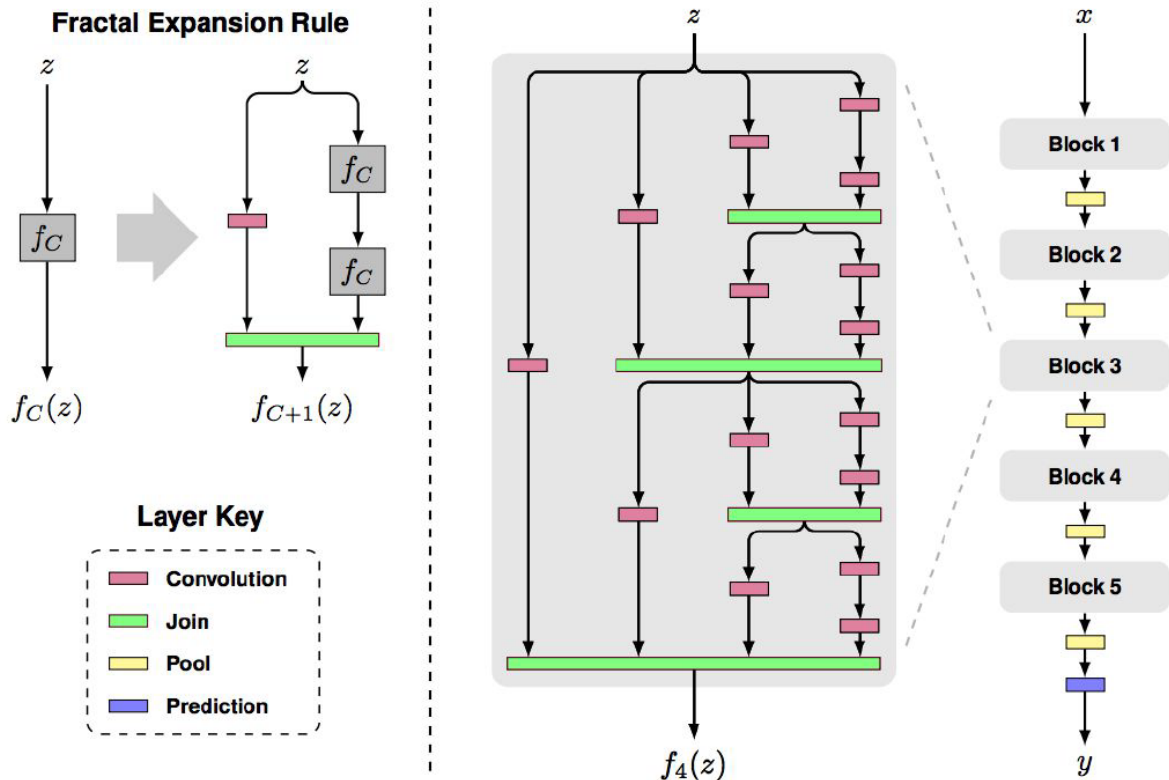 Fractal Expansion Rule
z
z
f_C
f_C
f_C
f_C(z)
f_{C+1}(z)
Layer Key
Convolution
Join
Pool
Prediction
z
f_4(z)
x
Block 1
Block 2
Block 3
Block 4
Block 5
y